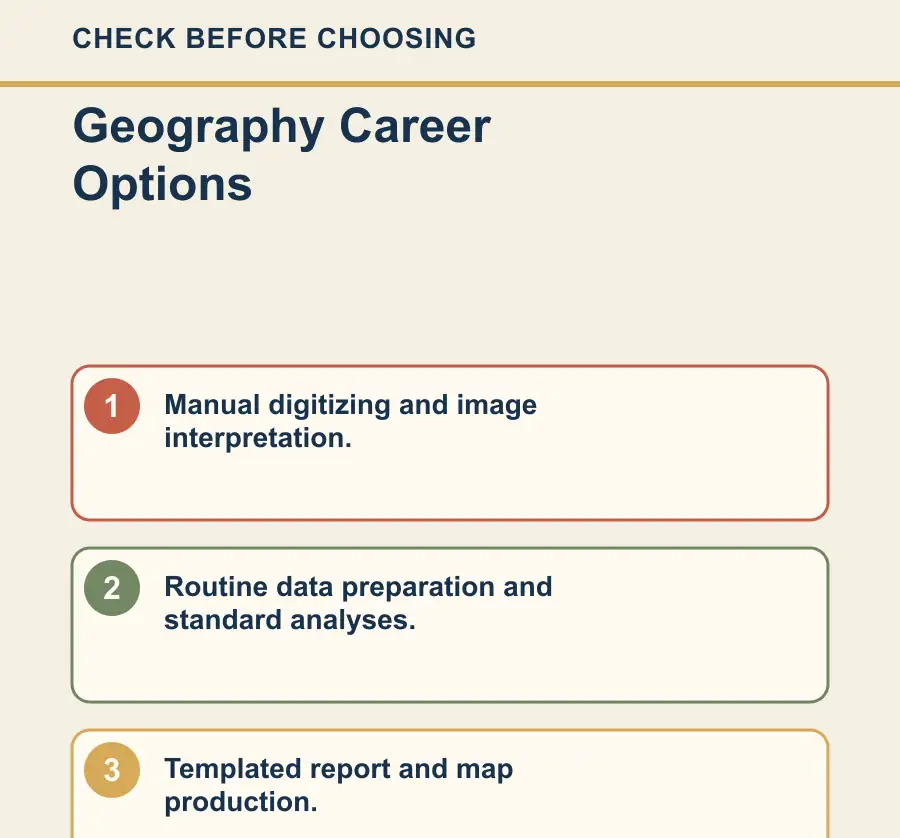 CHECK BEFORE CHOOSING
Geography Career
Options
1
Manual digitizing and image
interpretation.
2
Routine data preparation and
standard analyses.
3
Templated report and map
production.